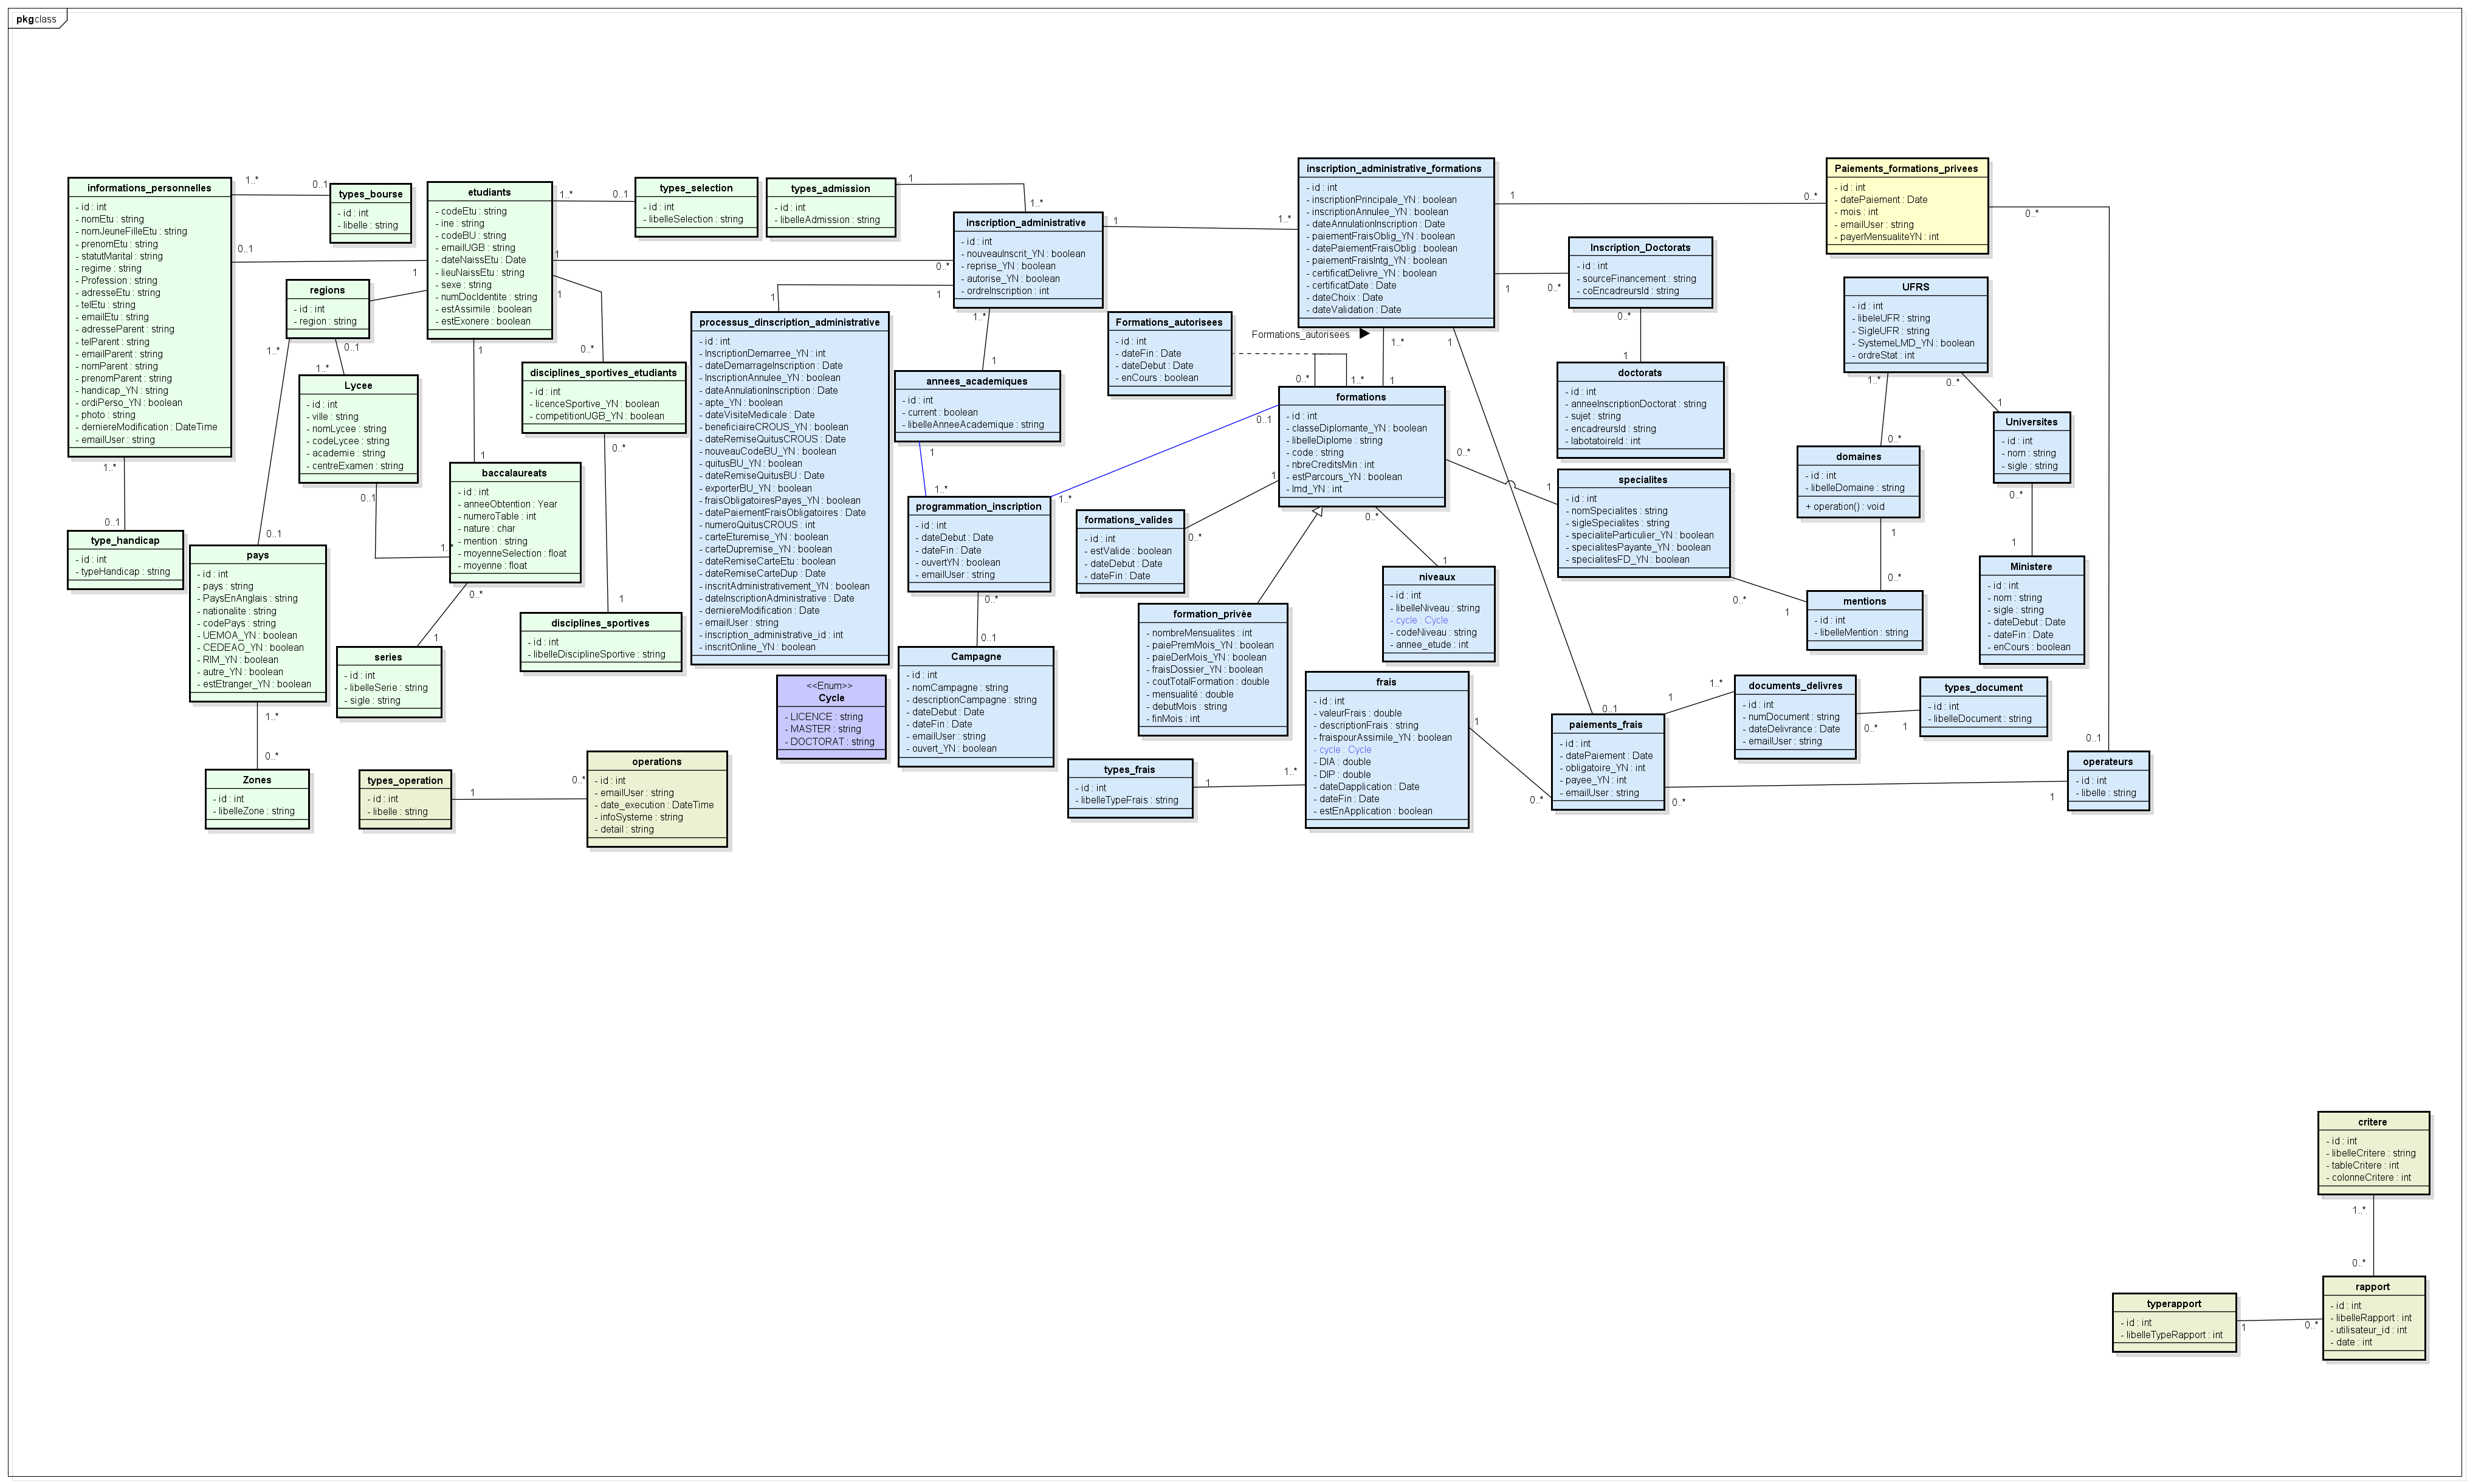 pkg class
informations_personnelles
- id : int
- nomEtu : string
- nomJeuneFilleEtu : string
- prenomEtu : string
- statutMarital : string
- regime : string
- Profession : string
- adresseEtu : string
- telEtu : string
- emailEtu : string
- adresseParent : string
- telParent : string
- emailParent : string
- nomParent : string
- prenomParent : string
- handicap_YN : string
- ordiPerso_YN : boolean
- photo : string
- derniereModification : DateTime
- emailUser : string
1..*
0..1
types_bourse
- id : int
- libelle : string
etudiants
- codeEtu : string
- ine : string
- codeBU : string
- emailUGB : string
- dateNaissEtu : Date
- lieuNaissEtu : string
- sexe : string
- numDocIdentite : string
- estAssimile : boolean
- estExonere : boolean
1..*
0..1
types_selection
- id : int
- libelleSelection : string
types_admission
- id : int
- libelleAdmission : string
1
1..*
inscription_administrative
- id : int
- nouveauInscrit_YN : boolean
- reprise_YN : boolean
- autorise_YN : boolean
- ordreInscription : int
1
1..*
inscription_administrative_formations
- id : int
- inscriptionPrincipale_YN : boolean
- inscriptionAnnulee_YN : boolean
- dateAnnulationInscription : Date
- paiementFraisOblig_YN : boolean
- datePaiementFraisOblig : boolean
- paiementFraisIntg_YN : boolean
- certificatDelivre_YN : boolean
- certificatDate : Date
- dateChoix : Date
- dateValidation : Date
1
0..*
Paiements_formations_privees
- id : int
- datePaiement : Date
- mois : int
- emailUser : string
- payerMensualiteYN : int
0..*
0..1
1
0..*
1
0..*
Inscription_Doctorats
- id : int
- sourceFinancement : string
- coEncadreursId : string
0..*
1
doctorats
- id : int
- anneeInscriptionDoctorat : string
- sujet : string
- encadreursId : string
- labotatoireId : int
UFRS
- id : int
- libeleUFR : string
- SigleUFR : string
- SystemeLMD_YN : boolean
- ordreStat : int
1..*
0..*
0..*
1
Universites
- id : int
- nom : string
- sigle : string
0..*
1
Ministere
- id : int
- nom : string
- sigle : string
- dateDebut : Date
- dateFin : Date
- enCours : boolean
domaines
- id : int
- libelleDomaine : string
+ operation() : void
1
0..*
mentions
- id : int
- libelleMention : string
specialites
- id : int
- nomSpecialites : string
- sigleSpecialites : string
- specialiteParticulier_YN : boolean
- specialitesPayante_YN : boolean
- specialitesFD_YN : boolean
0..*
1
0..*
1
regions
- id : int
- region : string
1
1..*
0..1
0..1
1..*
Lycee
- id : int
- ville : string
- nomLycee : string
- codeLycee : string
- academie : string
- centreExamen : string
0..1
1..*
1
1
baccalaureats
- id : int
- anneeObtention : Year
- numeroTable : int
- nature : char
- mention : string
- moyenneSelection : float
- moyenne : float
0..*
1
series
- id : int
- libelleSerie : string
- sigle : string
1
0..*
disciplines_sportives_etudiants
- id : int
- licenceSportive_YN : boolean
- competitionUGB_YN : boolean
0..*
1
disciplines_sportives
- id : int
- libelleDisciplineSportive : string
1
1
processus_dinscription_administrative
- id : int
- InscriptionDemarree_YN : int
- dateDemarrageInscription : Date
- InscriptionAnnulee_YN : boolean
- dateAnnulationInscription : Date
- apte_YN : boolean
- dateVisiteMedicale : Date
- beneficiaireCROUS_YN : boolean
- dateRemiseQuitusCROUS : Date
- nouveauCodeBU_YN : boolean
- quitusBU_YN : boolean
- dateRemiseQuitusBU : Date
- exporterBU_YN : boolean
- fraisObligatoiresPayes_YN : boolean
- datePaiementFraisObligatoires : Date
- numeroQuitusCROUS : int
- carteEturemise_YN : boolean
- carteDupremise_YN : boolean
- dateRemiseCarteEtu : Date
- dateRemiseCarteDup : Date
- inscritAdministrativement_YN : boolean
- dateInscriptionAdministrative : Date
- derniereModification : Date
- emailUser : string
- inscription_administrative_id : int
- inscritOnline_YN : boolean
1..*
1
annees_academiques
- id : int
- current : boolean
- libelleAnneeAcademique : string
1
1..*
programmation_inscription
- id : int
- dateDebut : Date
- dateFin : Date
- ouvertYN : boolean
- emailUser : string
1..*
0..1
0..*
0..1
Campagne
- id : int
- nomCampagne : string
- descriptionCampagne : string
- dateDebut : Date
- dateFin : Date
- emailUser : string
- ouvert_YN : boolean
Formations_autorisees
- id : int
- dateFin : Date
- dateDebut : Date
- enCours : boolean
Formations_autorisees
0..*
1..*
1..*
1
formations
- id : int
- classeDiplomante_YN : boolean
- libelleDiplome : string
- code : string
- nbreCreditsMin : int
- estParcours_YN : boolean
- lmd_YN : int
1
0..*
formations_valides
- id : int
- estValide : boolean
- dateDebut : Date
- dateFin : Date
0..*
1
niveaux
- id : int
- libelleNiveau : string
- cycle : Cycle
- codeNiveau : string
- annee_etude : int
formation_privée
- nombreMensualites : int
- paiePremMois_YN : boolean
- paieDerMois_YN : boolean
- fraisDossier_YN : boolean
- coutTotalFormation : double
- mensualité : double
- debutMois : string
- finMois : int
1..*
0..1
type_handicap
- id : int
- typeHandicap : string
pays
- id : int
- pays : string
- PaysEnAnglais : string
- nationalite : string
- codePays : string
- UEMOA_YN : boolean
- CEDEAO_YN : boolean
- RIM_YN : boolean
- autre_YN : boolean
- estEtranger_YN : boolean
1..*
0..*
Zones
- id : int
- libelleZone : string
types_operation
- id : int
- libelle : string
1
0..*
operations
- id : int
- emailUser : string
- date_execution : DateTime
- infoSysteme : string
- detail : string
<<Enum>>
Cycle
- LICENCE : string
- MASTER : string
- DOCTORAT : string
types_frais
- id : int
- libelleTypeFrais : string
1
1..*
frais
- id : int
- valeurFrais : double
- descriptionFrais : string
- fraispourAssimile_YN : boolean
- cycle : Cycle
- DIA : double
- DIP : double
- dateDapplication : Date
- dateFin : Date
- estEnApplication : boolean
1
0..*
1
0..1
paiements_frais
- id : int
- datePaiement : Date
- obligatoire_YN : int
- payee_YN : int
- emailUser : string
1
1..*
documents_delivres
- id : int
- numDocument : string
- dateDelivrance : Date
- emailUser : string
0..*
1
types_document
- id : int
- libelleDocument : string
0..*
1
0..1
operateurs
- id : int
- libelle : string
critere
- id : int
- libelleCritere : string
- tableCritere : int
- colonneCritere : int
1..*
0..*
rapport
- id : int
- libelleRapport : int
- utilisateur_id : int
- date : int
typerapport
- id : int
- libelleTypeRapport : int
1
0..*